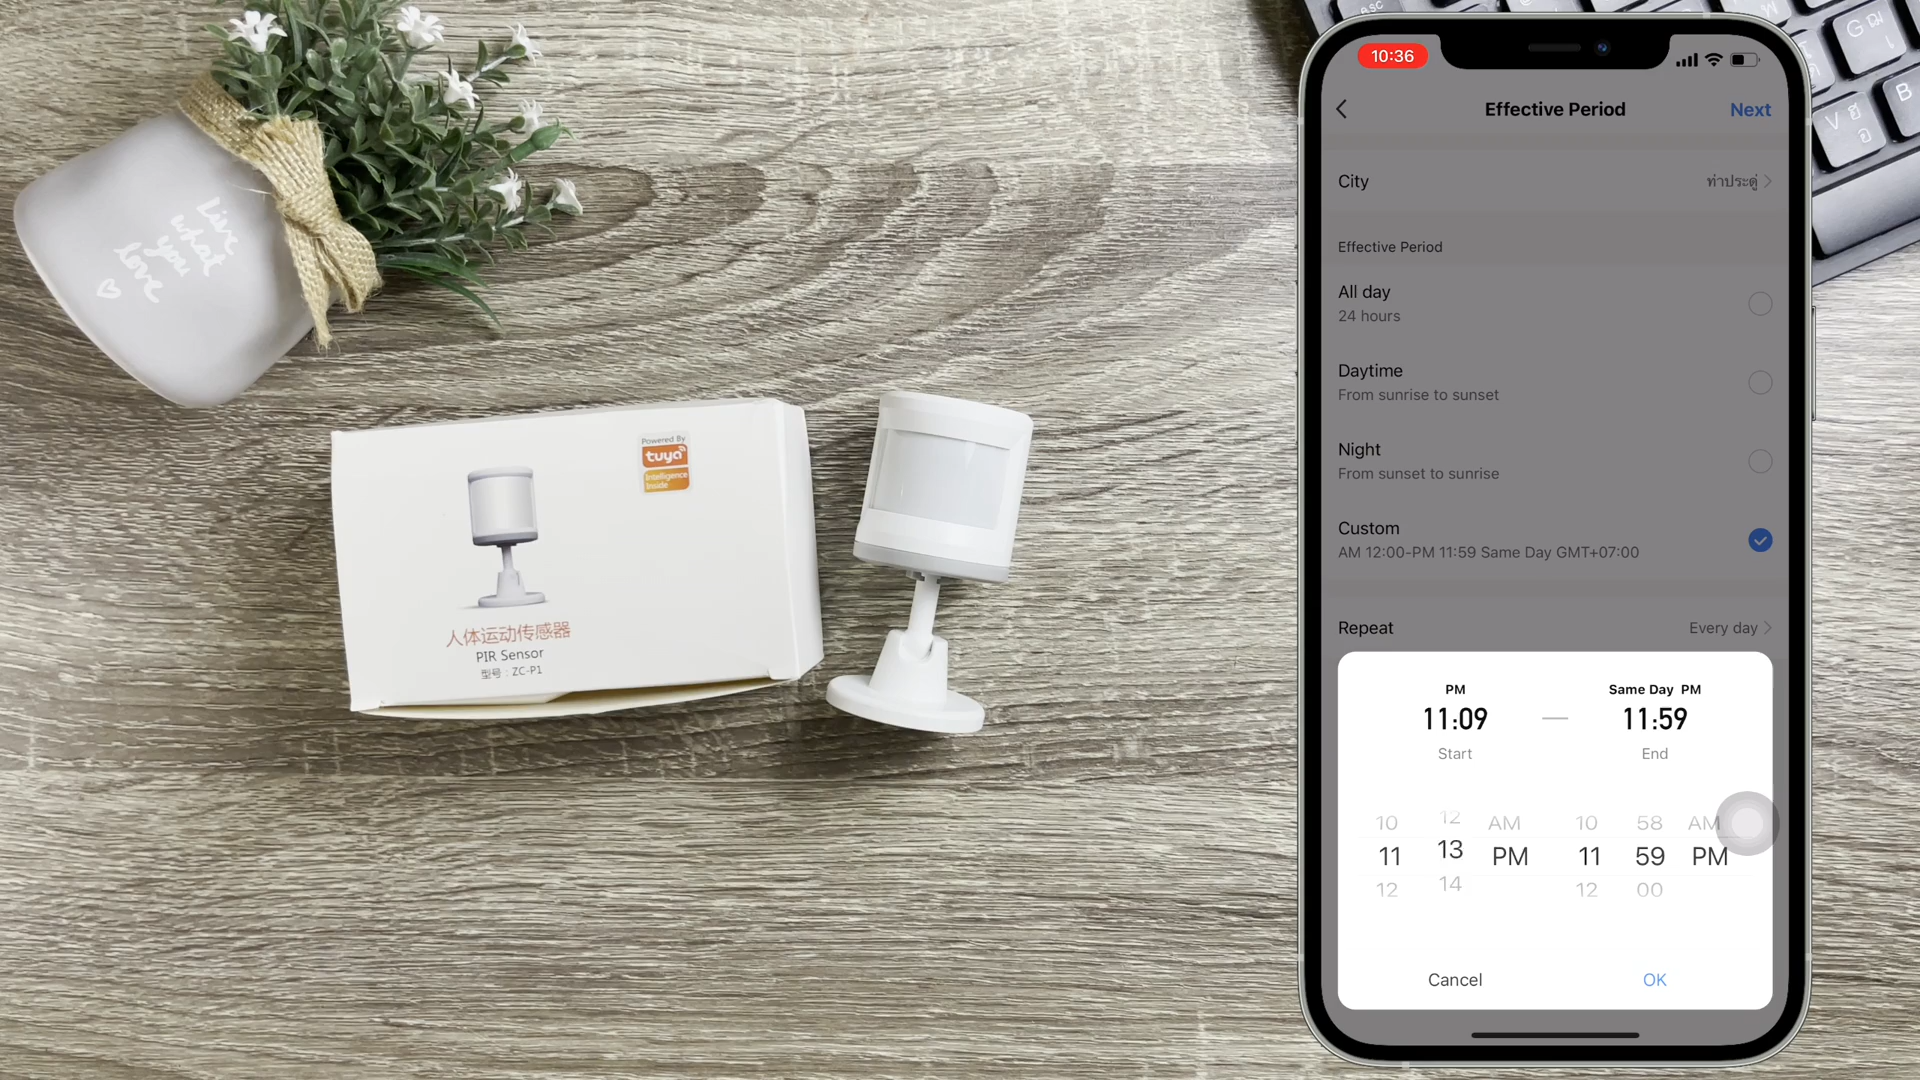 Live
what
you
love
Powered By
tuya
Intelligence
Inside
人体运动传感器
PIR Sensor
型号：ZC-P1
esc
G
V
อ
B
10:36
Effective Period
Next
City
ท่าประดู่
Effective Period
All day
24 hours
Daytime
From sunrise to sunset
Night
From sunset to sunrise
Custom
AM 12:00-PM 11:59 Same Day GMT+07:00
Repeat
Every day
PM
Same Day PM
11:09
—
11:59
Start
End
10 12 AM 10 58 AM
11 13 PM 11 59 PM
12 14 12 00
Cancel
OK